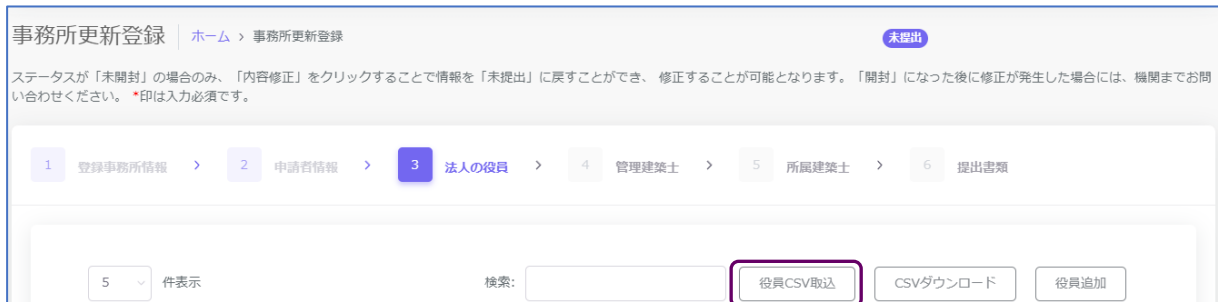 事務所更新登録 ホーム > 事務所更新登録 未提出
ステータスが「未開封」の場合のみ、「内容修正」をクリックすることで情報を「未提出」に戻すことができ、 修正することが可能となります。「開封」になった後に修正が発生した場合には、機関までお問
い合わせください。 *印は入力必須です。
1 登録事務所情報 > 2 申請者情報 > 3 法人の役員 > 4 管理建築士 > 5 所属建築士 > 6 提出書類
5 件表示 検索: 役員CSV取込 CSVダウンロード 役員追加